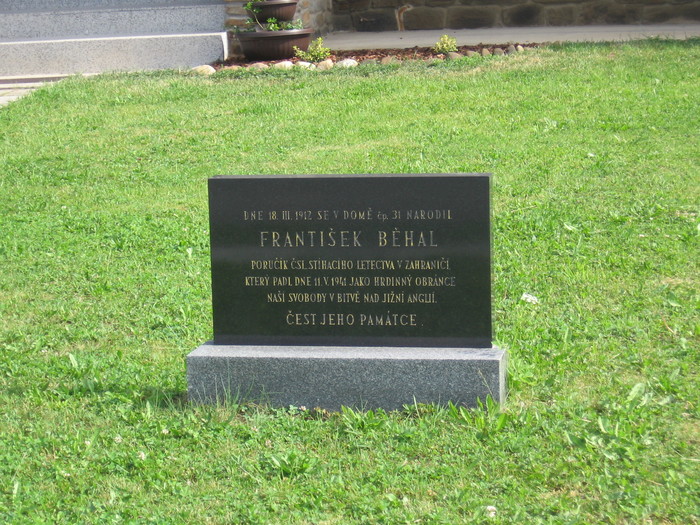 DNE 18. III. 1912 SE V DOMĚ čp. 31 NARODIL
FRANTIŠEK BĚHAL
PORUČÍK ČSL. STÍHACÍHO LETECTVA V ZAHRANIČÍ,
KTERÝ PADL DNE 11. V. 1941 JAKO HRDINNÝ OBRÁNCE
NAŠÍ SVOBODY V BITVĚ NAD JIŽNÍ ANGLIÍ.
ČEST JEHO PAMÁTCE.